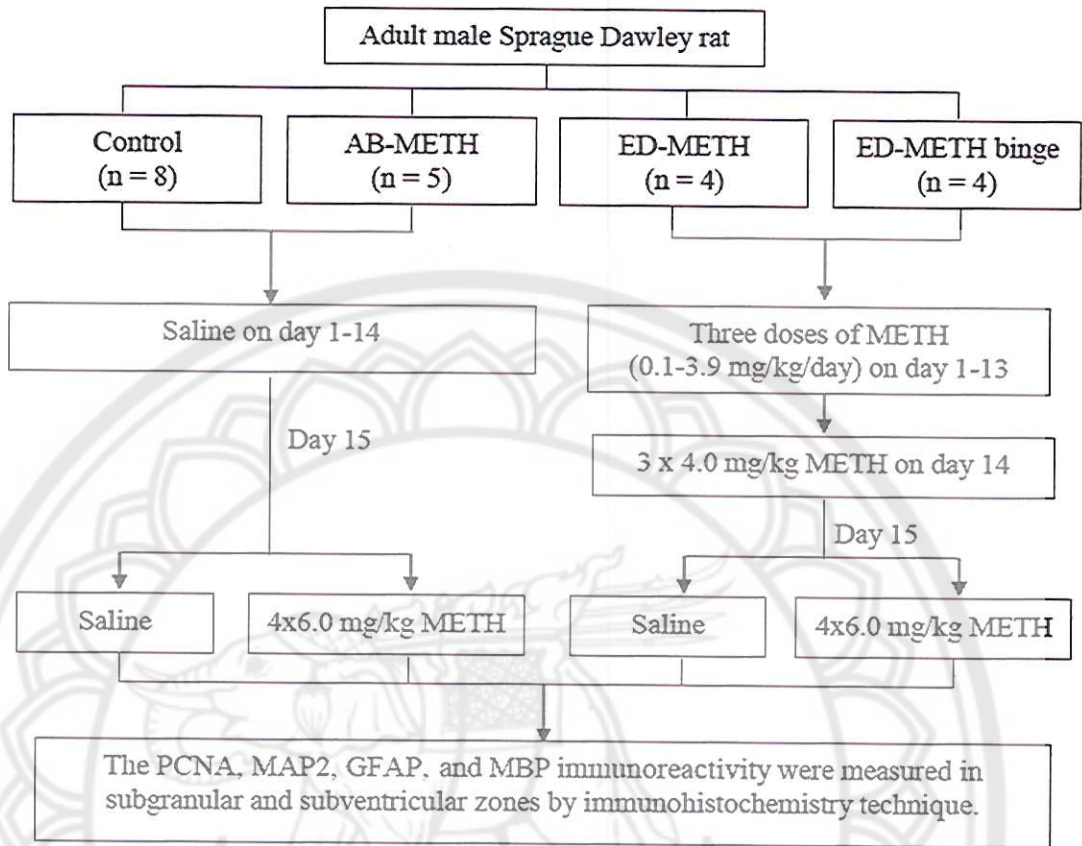 Adult male Sprague Dawley rat
Control
(n = 8)
AB-METH
(n = 5)
ED-METH
(n = 4)
ED-METH binge
(n = 4)
Saline on day 1-14
Three doses of METH
(0.1-3.9 mg/kg/day) on day 1-13
3 x 4.0 mg/kg METH on day 14
Day 15
Day 15
Saline
4x6.0 mg/kg METH
Saline
4x6.0 mg/kg METH
The PCNA, MAP2, GFAP, and MBP immunoreactivity were measured in
subgranular and subventricular zones by immunohistochemistry technique.